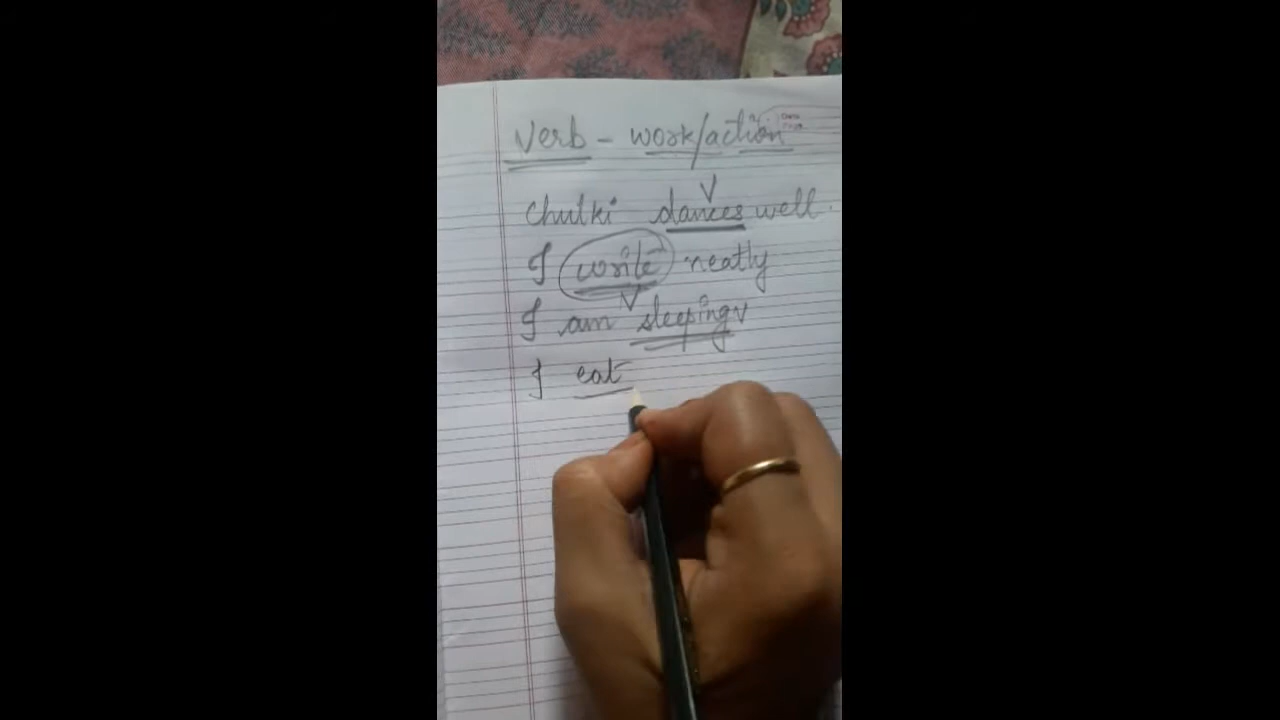 Verb - work/action
Chulki dances well.
I write neatly
I am sleeping
I eat